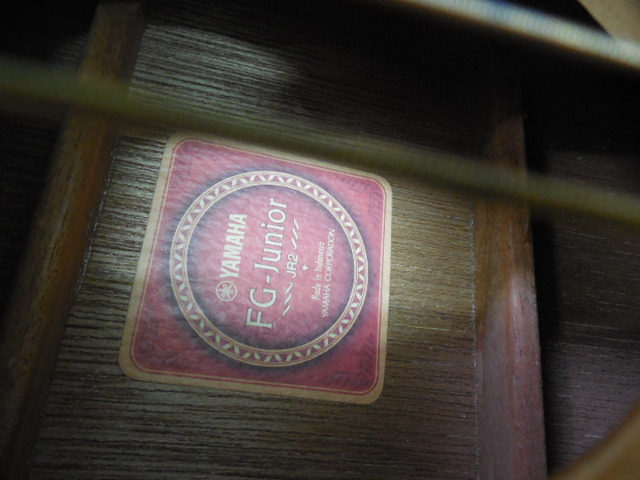 YAMAHA
FG-Junior
JR2
Made in Indonesia
YAMAHA CORPORATION